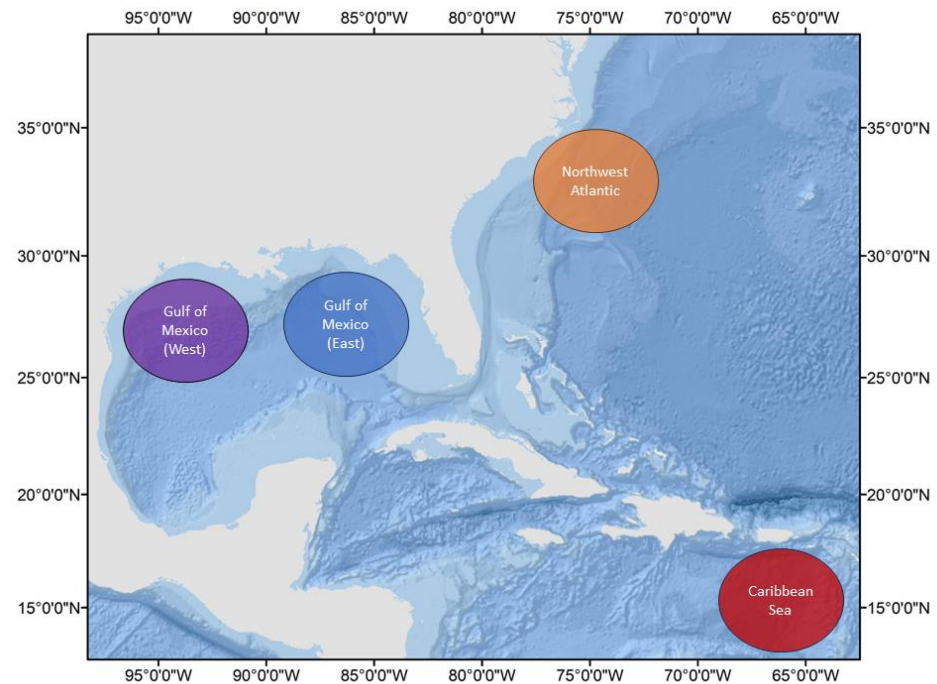 95°0'0"W 90°0'0"W 85°0'0"W 80°0'0"W 75°0'0"W 70°0'0"W 65°0'0"W
35°0'0"N 35°0'0"N
Northwest
Atlantic
30°0'0"N 30°0'0"N
Gulf of
Mexico
(West)
Gulf of
Mexico
(East)
25°0'0"N 25°0'0"N
20°0'0"N 20°0'0"N
Caribbean
Sea
15°0'0"N 15°0'0"N
95°0'0"W 90°0'0"W 85°0'0"W 80°0'0"W 75°0'0"W 70°0'0"W 65°0'0"W